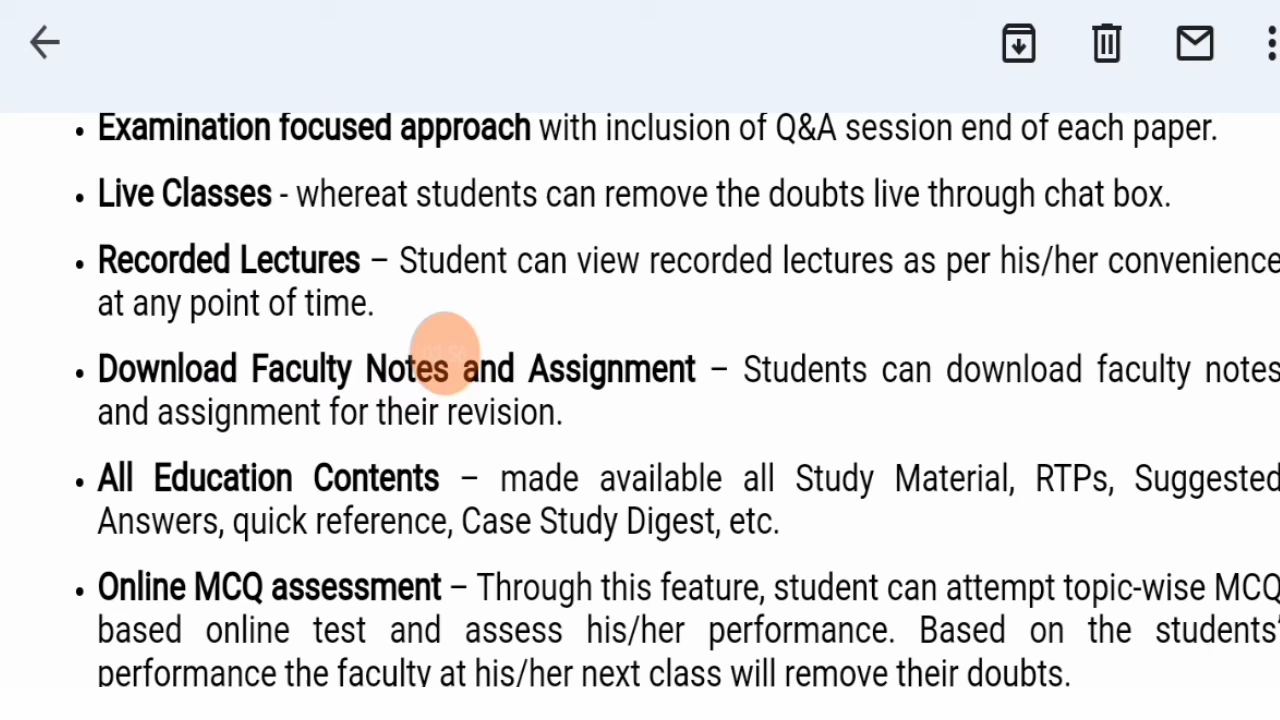 • Examination focused approach with inclusion of Q&A session end of each paper.
• Live Classes - whereat students can remove the doubts live through chat box.
• Recorded Lectures – Student can view recorded lectures as per his/her convenience
at any point of time.
• Download Faculty Notes and Assignment – Students can download faculty notes
and assignment for their revision.
• All Education Contents – made available all Study Material, RTPs, Suggested
Answers, quick reference, Case Study Digest, etc.
• Online MCQ assessment – Through this feature, student can attempt topic-wise MCQ
based online test and assess his/her performance. Based on the students'
performance the faculty at his/her next class will remove their doubts.